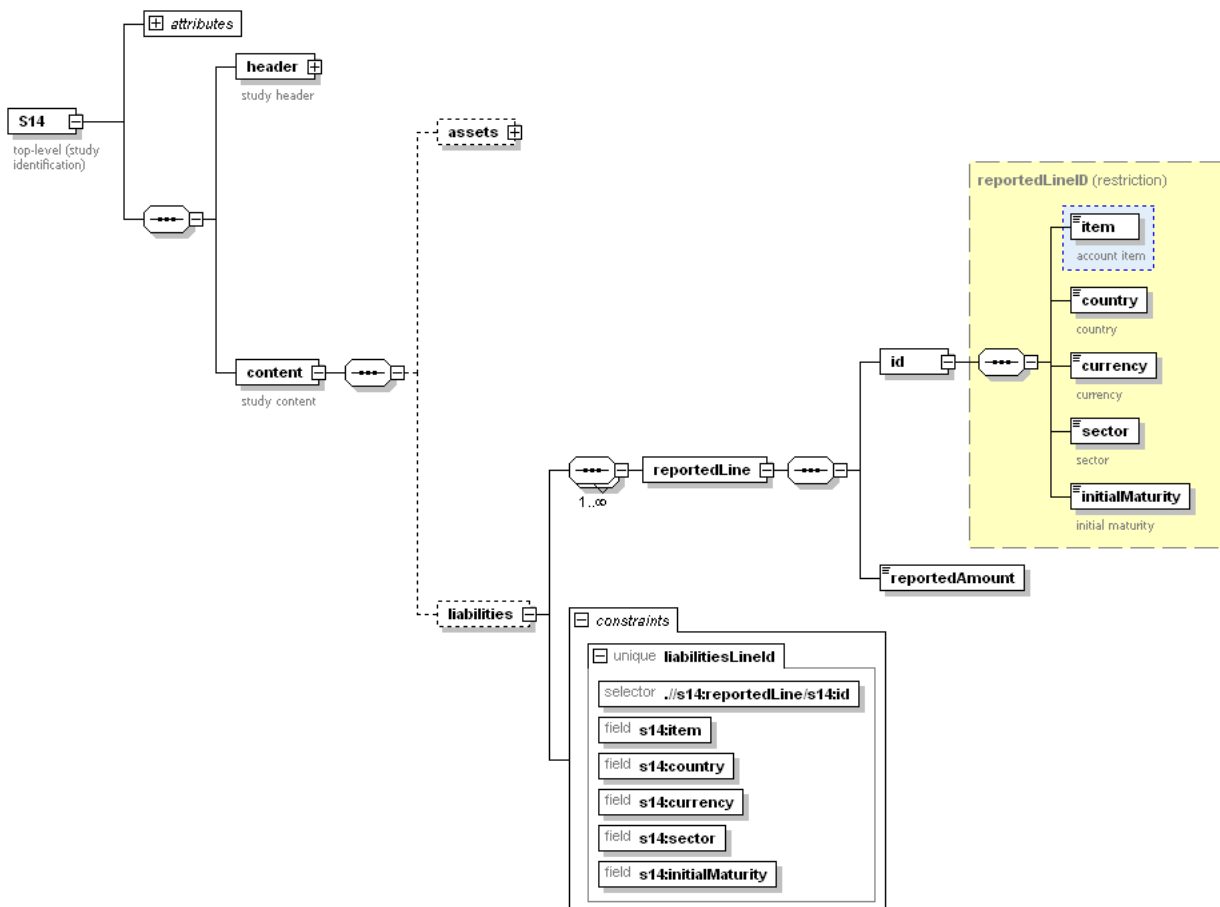 attributes
header
study header
S14
top-level (study
identification)
assets
reportedLineID (restriction)
item
account item
country
country
id
currency
currency
content
study content
sector
sector
reportedLine
1..∞
initialMaturity
initial maturity
reportedAmount
liabilities
constraints
unique liabilitiesLineId
selector .//s14:reportedLine/s14:id
field s14:item
field s14:country
field s14:currency
field s14:sector
field s14:initialMaturity